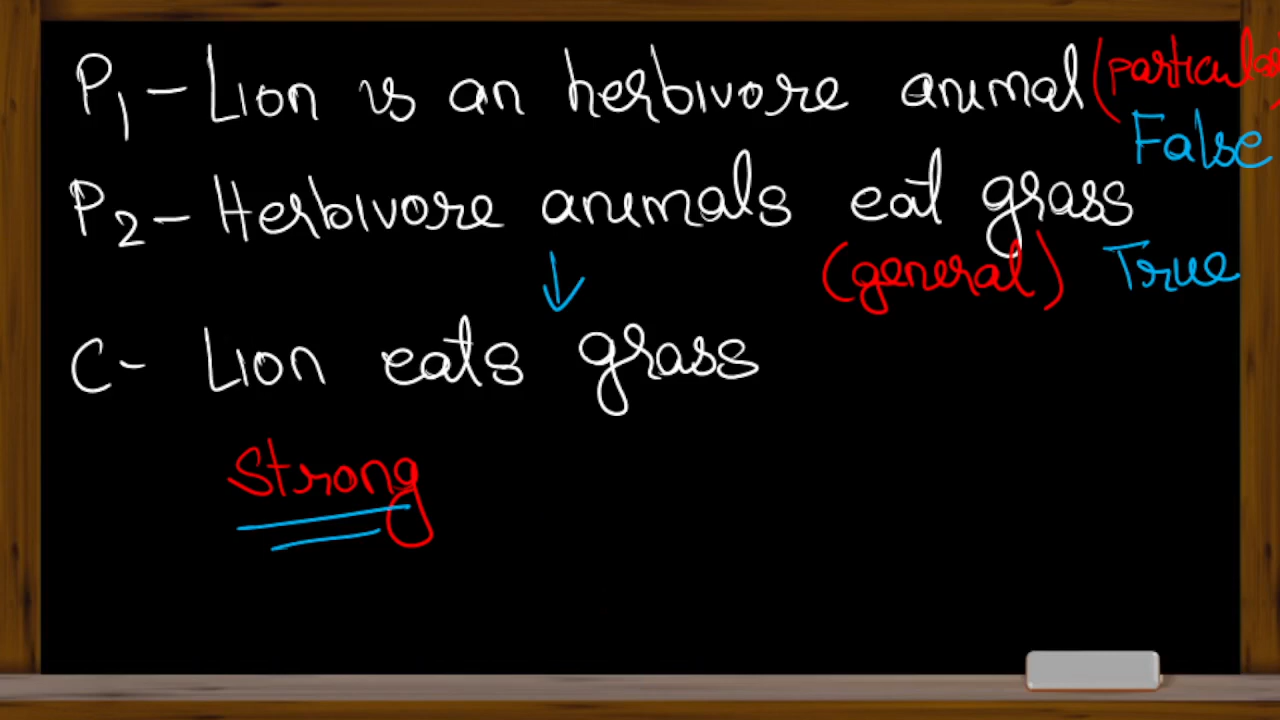 P1 - Lion is an herbivore animal (particular)
False
P2 - Herbivore animals eat grass
(general) True
C - Lion eats grass
Strong